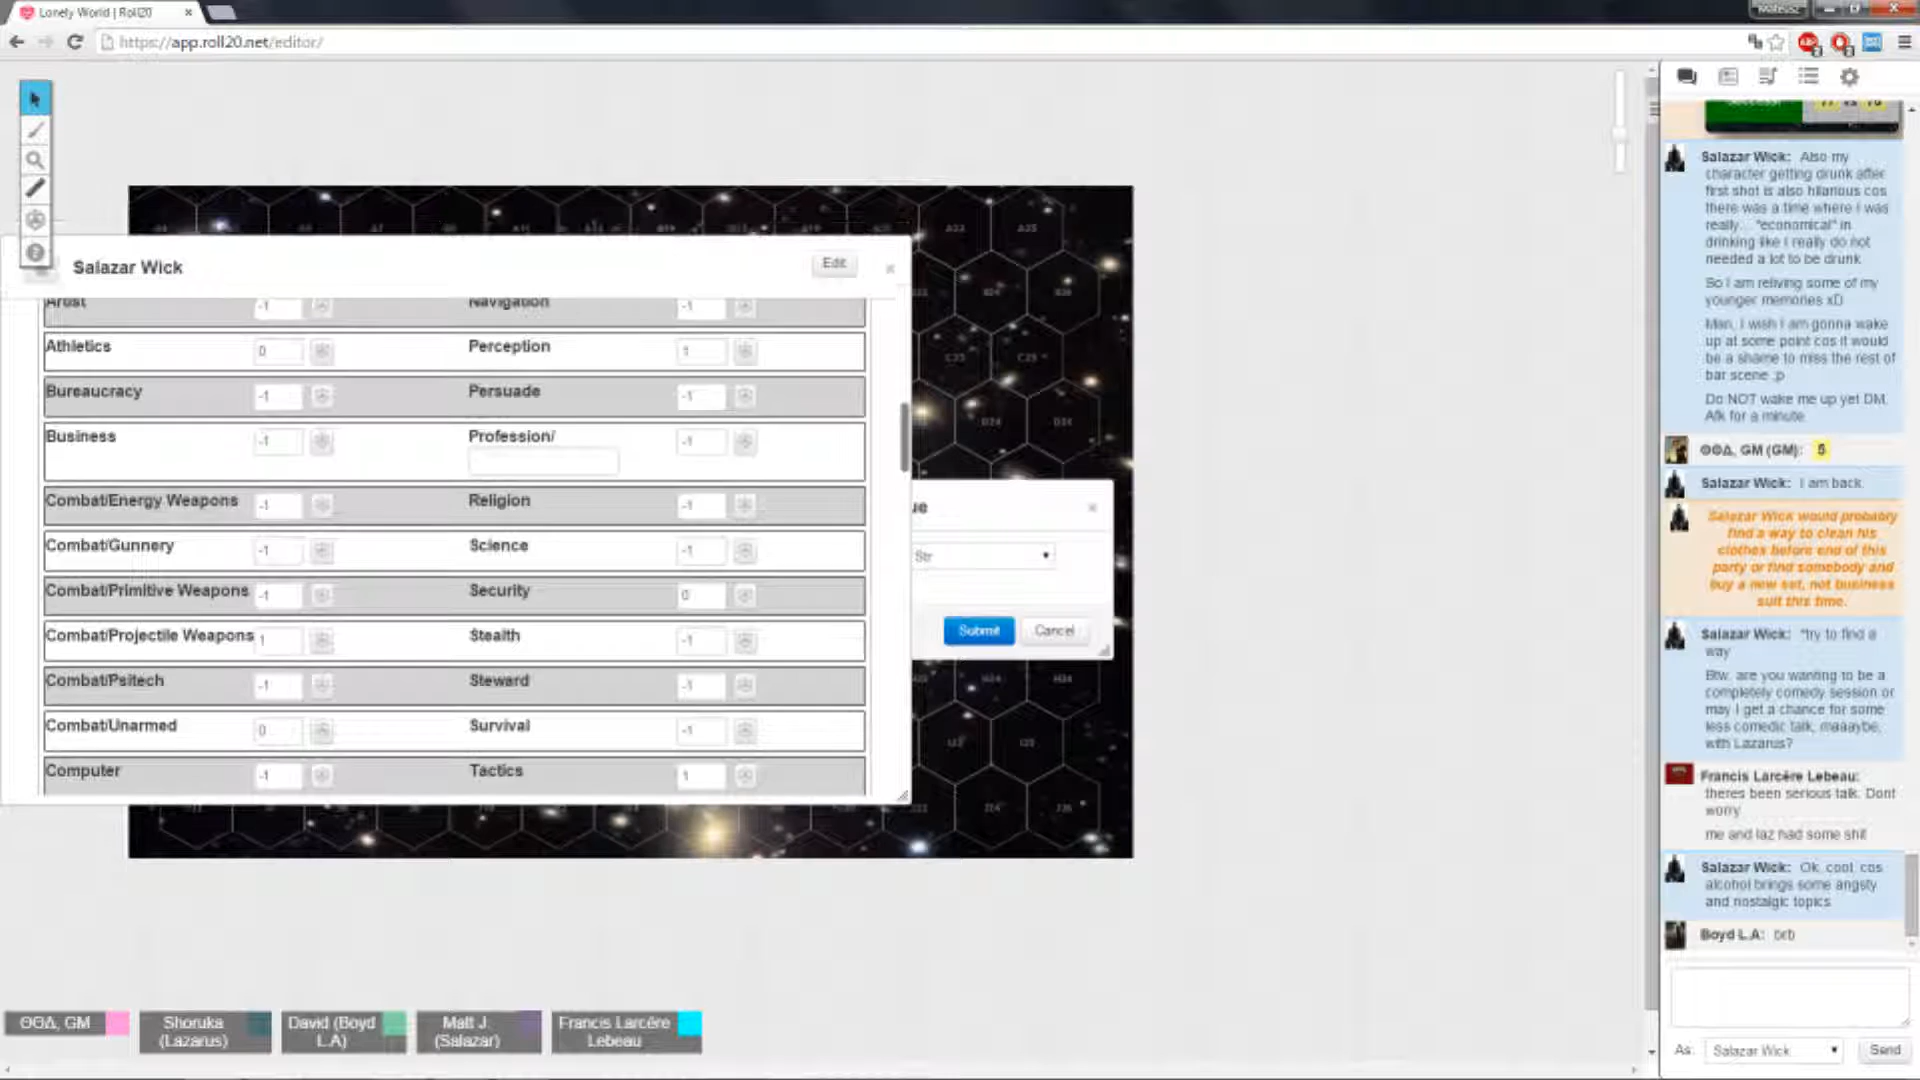 Lonely World | Roll20
Mateusz
https://app.roll20.net/editor/
Salazar Wick
Edit
Artist -1 Navigation -1
Athletics 0 Perception 1
Bureaucracy -1 Persuade -1
Business -1 Profession/ -1
Combat/Energy Weapons -1 Religion -1
Combat/Gunnery -1 Science -1
Combat/Primitive Weapons -1 Security 0
Combat/Projectile Weapons 1 Stealth -1
Combat/Psitech -1 Steward -1
Combat/Unarmed 0 Survival -1
Computer -1 Tactics 1
ue
Str
Submit Cancel
Salazar Wick: Also my
character getting drunk after
first shot is also hilarious cos
there was a time where I was
really... "economical" in
drinking like I really do not
needed a lot to be drunk
So I am reliving some of my
younger memories xD
Man, I wish I am gonna wake
up at some point cos it would
be a shame to miss the rest of
bar scene ;p
Do NOT wake me up yet DM.
Afk for a minute
ΘΘΔ, GM (GM): 5
Salazar Wick: I am back.
Salazar Wick would probably
find a way to clean his
clothes before end of this
party or find somebody and
buy a new set, not business
suit this time.
Salazar Wick: *try to find a
way
Btw, are you wanting to be a
completely comedy session or
may I get a chance for some
less comedic talk, maaaybe,
with Lazarus?
Francis Larcére Lebeau:
theres been serious talk. Dont
worry
me and laz had some shit
Salazar Wick: Ok, cool, cos
alcohol brings some angsty
and nostalgic topics
Boyd L.A: brb
As: Salazar Wick Send
ΘΘΔ, GM
Shoruka
(Lazarus)
David (Boyd
L.A)
Matt J.
(Salazar)
Francis Larcére
Lebeau